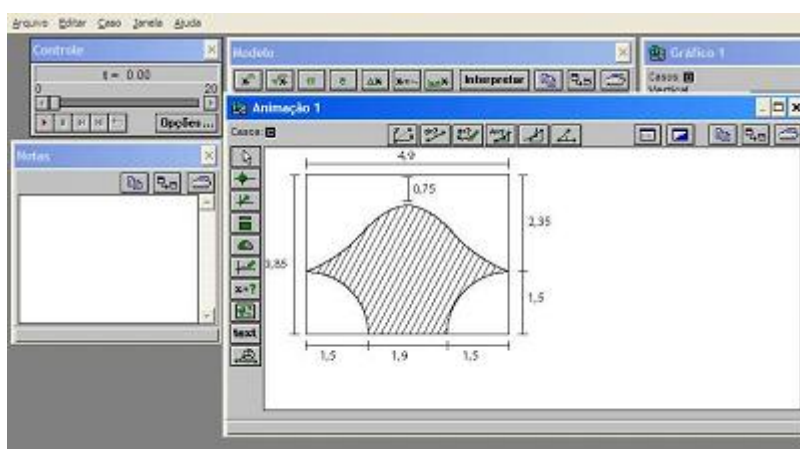 Arquivo Editar Caso Janela Ajuda
Controle
t = 0.00
0 20
Opções...
Notas
Modelo
Interpretar
Gráfico 1
Casos:
Vertical
Animação 1
Casos:
x=?
text
4,9
0,75
2,35
3,85
1,5
1,5 1,9 1,5